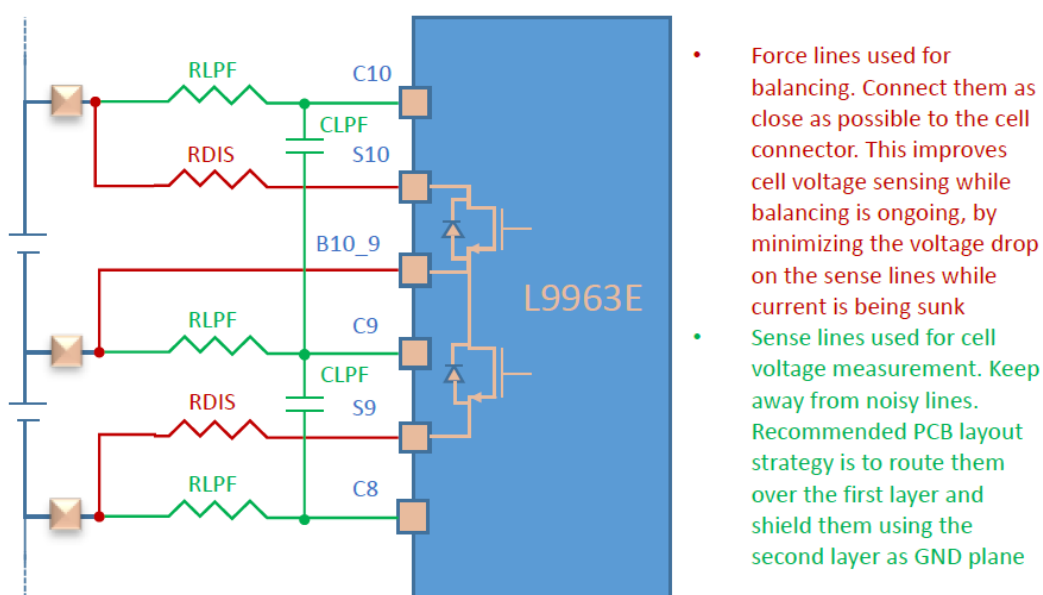 RLPF
C10
CLPF
RDIS
S10
B10_9
L9963E
RLPF
C9
CLPF
RDIS
S9
RLPF
C8
• Force lines used for
balancing. Connect them as
close as possible to the cell
connector. This improves
cell voltage sensing while
balancing is ongoing, by
minimizing the voltage drop
on the sense lines while
current is being sunk
• Sense lines used for cell
voltage measurement. Keep
away from noisy lines.
Recommended PCB layout
strategy is to route them
over the first layer and
shield them using the
second layer as GND plane